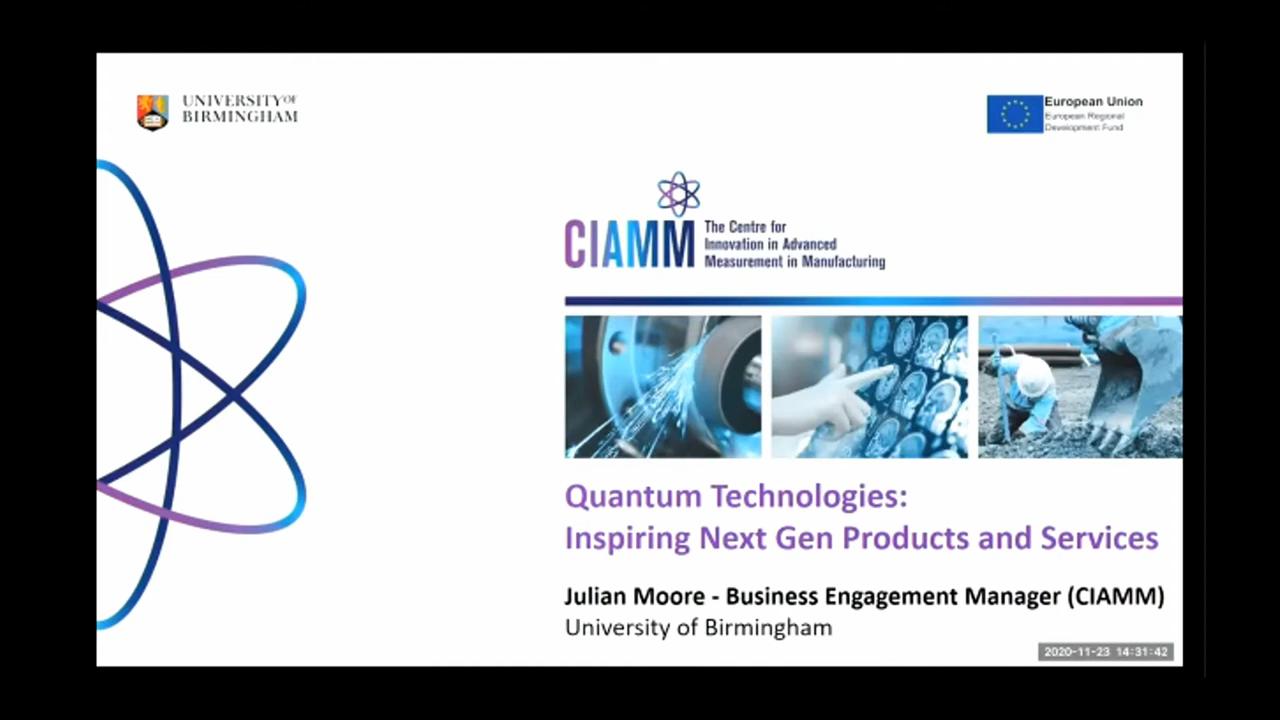 UNIVERSITY OF
BIRMINGHAM
European Union
European Regional
Development Fund
CIAMM
The Centre for
Innovation in Advanced
Measurement in Manufacturing
Quantum Technologies:
Inspiring Next Gen Products and Services
Julian Moore - Business Engagement Manager (CIAMM)
University of Birmingham
2020-11-23 14:31:42